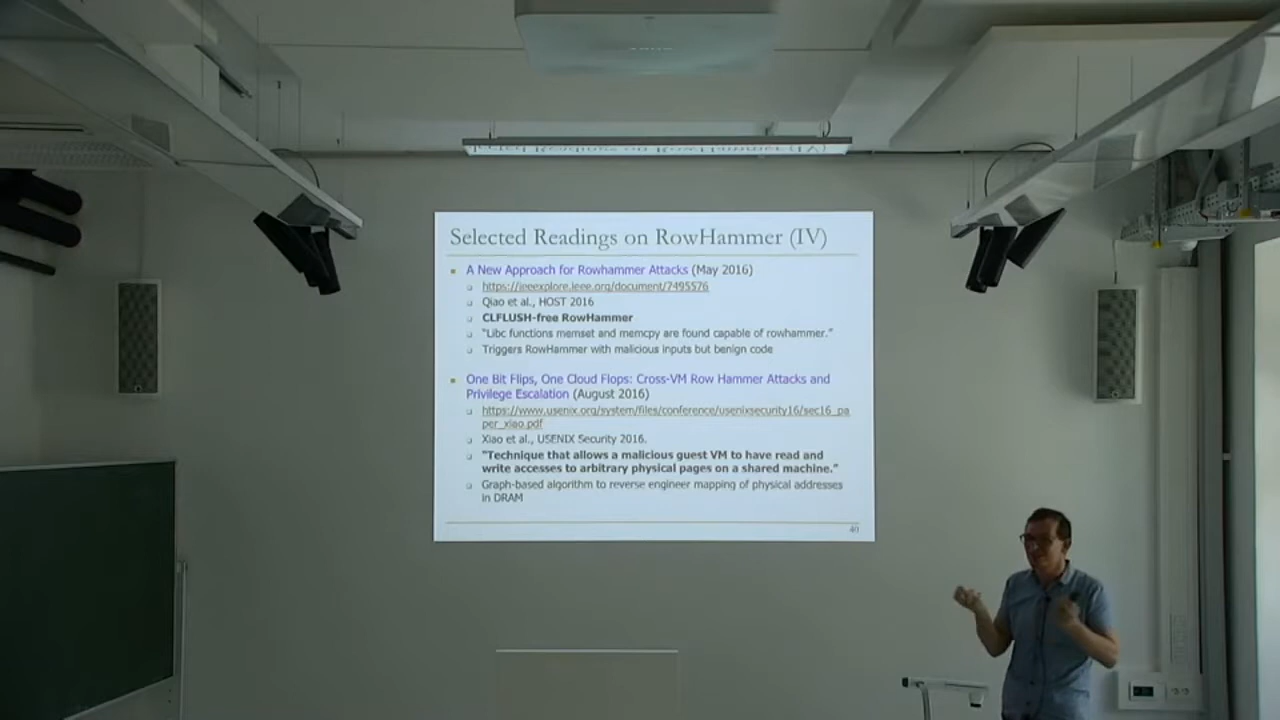 Selected Readings on RowHammer (IV)
A New Approach for Rowhammer Attacks (May 2016)
https://ieeexplore.ieee.org/document/7495576
Qiao et al., HOST 2016
CLFLUSH-free RowHammer
"Libc functions memset and memcpy are found capable of rowhammer."
Triggers RowHammer with malicious inputs but benign code
One Bit Flips, One Cloud Flops: Cross-VM Row Hammer Attacks and
Privilege Escalation (August 2016)
https://www.usenix.org/system/files/conference/usenixsecurity16/sec16_pa
per_xiao.pdf
Xiao et al., USENIX Security 2016.
"Technique that allows a malicious guest VM to have read and
write accesses to arbitrary physical pages on a shared machine."
Graph-based algorithm to reverse engineer mapping of physical addresses
in DRAM
40